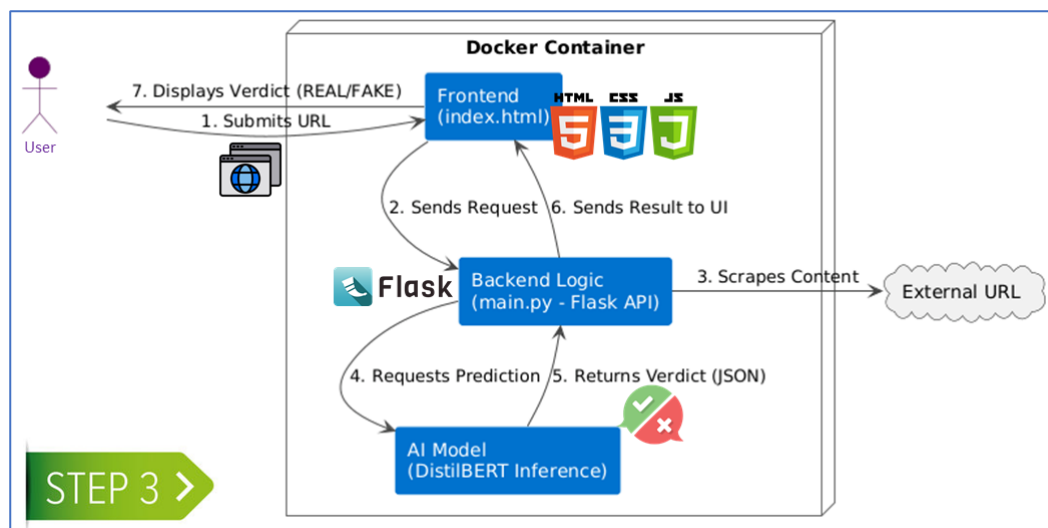 Docker Container
7. Displays Verdict (REAL/FAKE)
1. Submits URL
User
Frontend
(index.html)
HTML
5
CSS
3
JS
2. Sends Request
6. Sends Result to UI
Flask
Backend Logic
(main.py - Flask API)
3. Scrapes Content
External URL
4. Requests Prediction
5. Returns Verdict (JSON)
AI Model
(DistilBERT Inference)
STEP 3